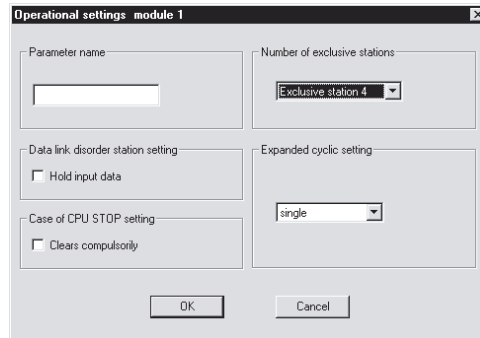 Operational settings module 1
Parameter name
Number of exclusive stations
Exclusive station 4
Data link disorder station setting
Hold input data
Expanded cyclic setting
single
Case of CPU STOP setting
Clears compulsorily
OK
Cancel